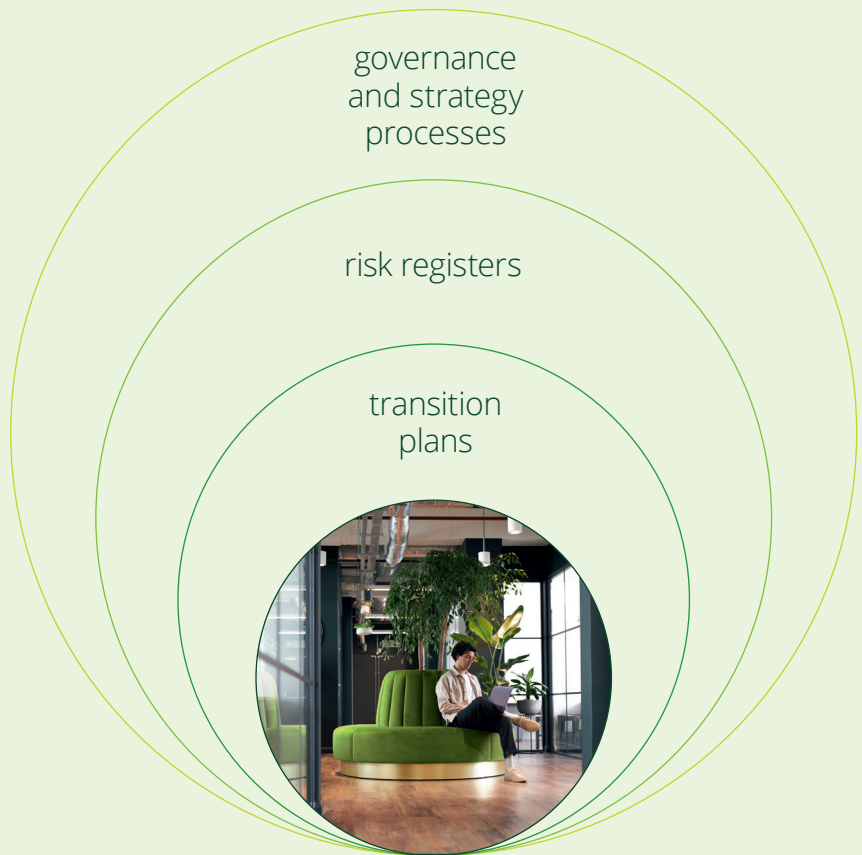 governance
and strategy
processes
risk registers
transition
plans